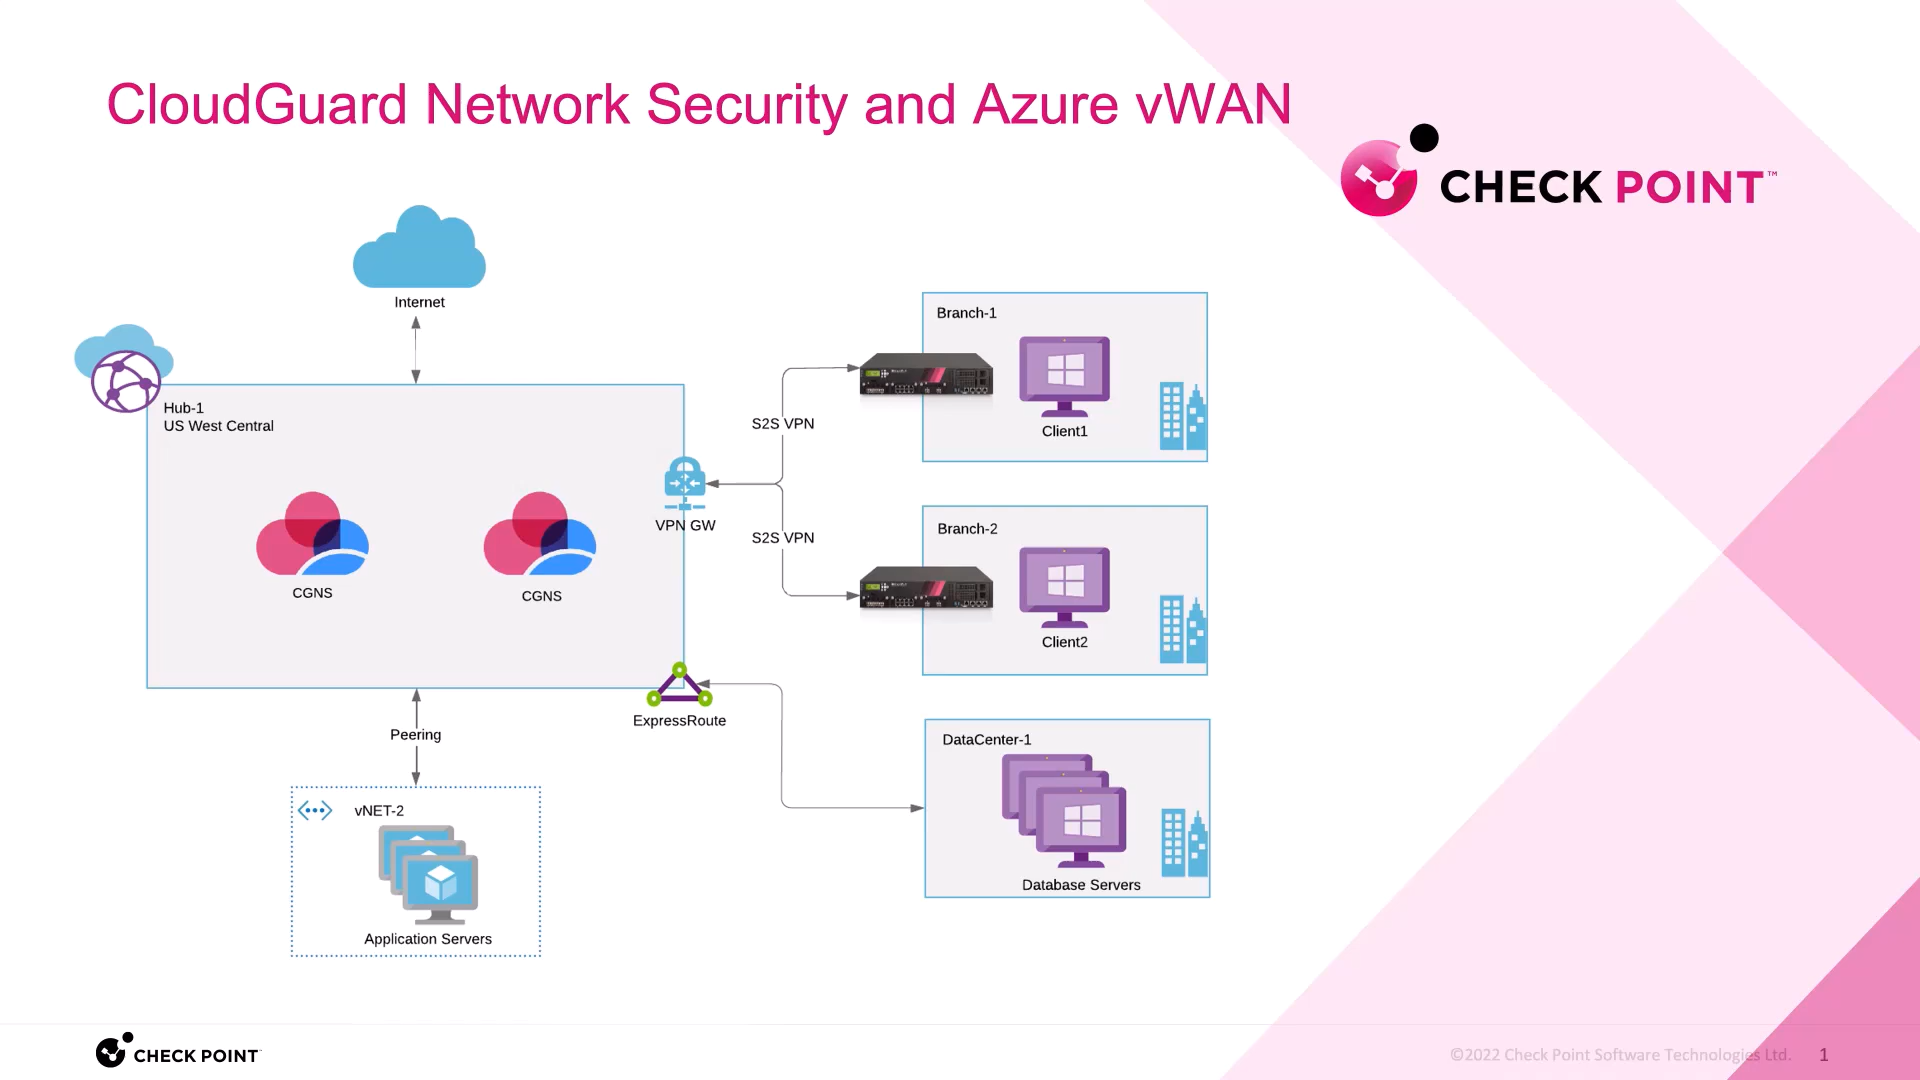 CloudGuard Network Security and Azure vWAN
CHECK POINT™
Internet
Hub-1
US West Central
CGNS
CGNS
VPN GW
S2S VPN
S2S VPN
Branch-1
Client1
Branch-2
Client2
ExpressRoute
Peering
DataCenter-1
Database Servers
vNET-2
Application Servers
CHECK POINT
©2022 Check Point Software Technologies Ltd.
1